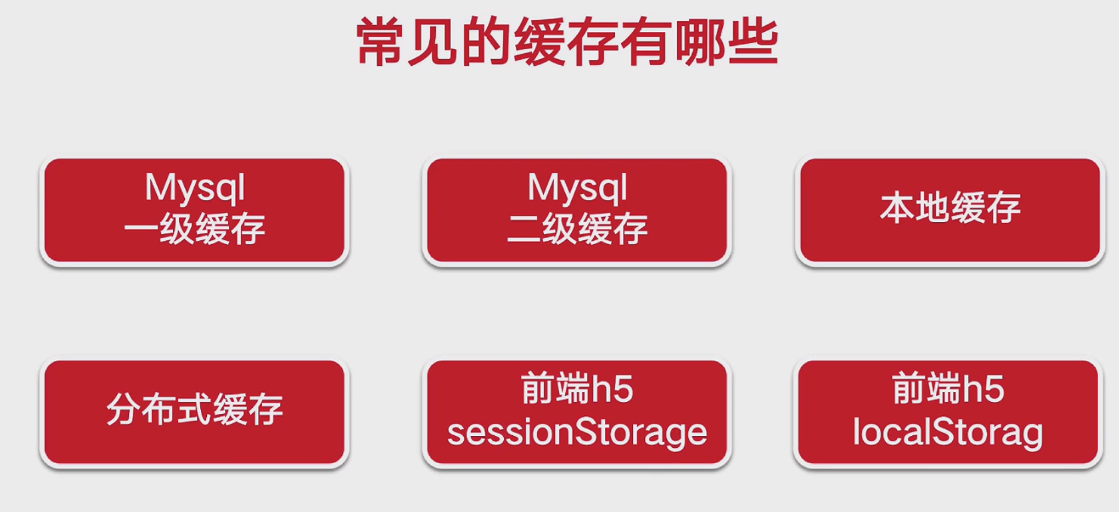 常见的缓存有哪些
Mysql
一级缓存
Mysql
二级缓存
本地缓存
分布式缓存
前端h5
sessionStorage
前端h5
localStorag